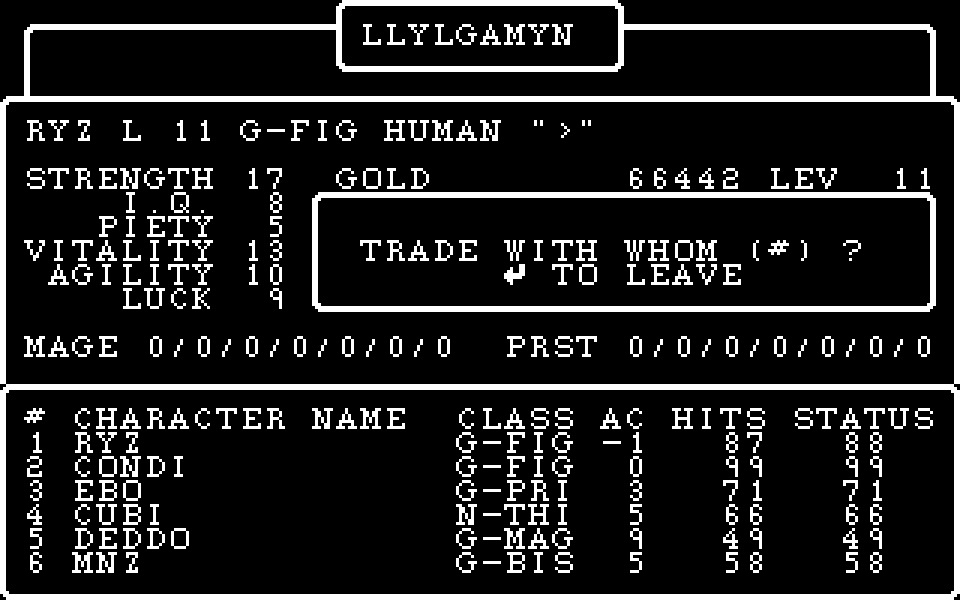 LLYLGAMYN
RYZ L 11 G-FIG HUMAN ">"
STRENGTH 17 GOLD 66442 LEV 11
I.Q. 8
PIETY 5
VITALITY 13 TRADE WITH WHOM (#) ?
AGILITY 10 ↵ TO LEAVE
LUCK 9
MAGE 0/0/0/0/0/0/0 PRST 0/0/0/0/0/0/0
# CHARACTER NAME CLASS AC HITS STATUS
1 RYZ G-FIG -1 87 88
2 CONDI G-FIG 0 99 99
3 EBO G-PRI 3 71 71
4 CUBI N-THI 5 66 66
5 DEDDO G-MAG 9 49 49
6 MNZ G-BIS 5 58 58